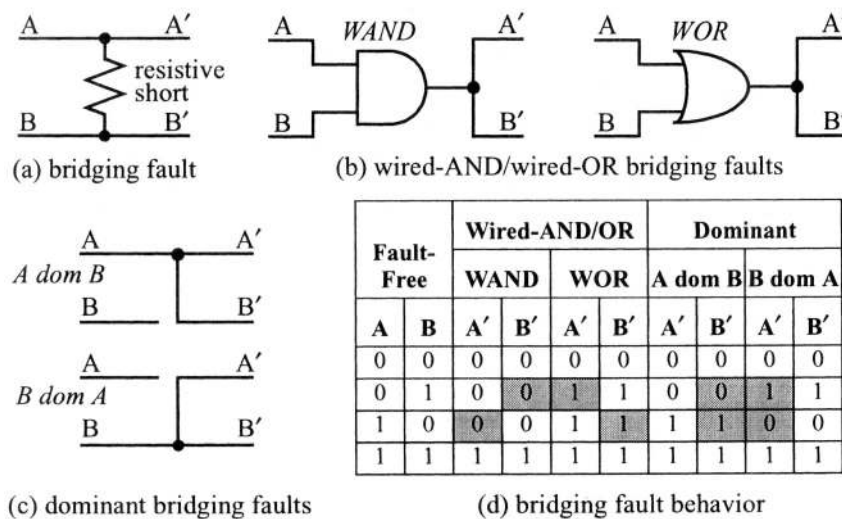 A A′ A WAND A′ A WOR A′
resistive
short
B B′ B B′ B B′
(a) bridging fault (b) wired-AND/wired-OR bridging faults
A A′
A dom B
B B′
A A′
B dom A
B B′
(c) dominant bridging faults
Fault-Free Wired-AND/OR Dominant
WAND WOR A dom B B dom A
A B A′ B′ A′ B′ A′ B′ A′ B′
0 0 0 0 0 0 0 0 0 0
0 1 0 0 1 1 0 0 1 1
1 0 0 0 1 1 1 1 0 0
1 1 1 1 1 1 1 1 1 1
(d) bridging fault behavior